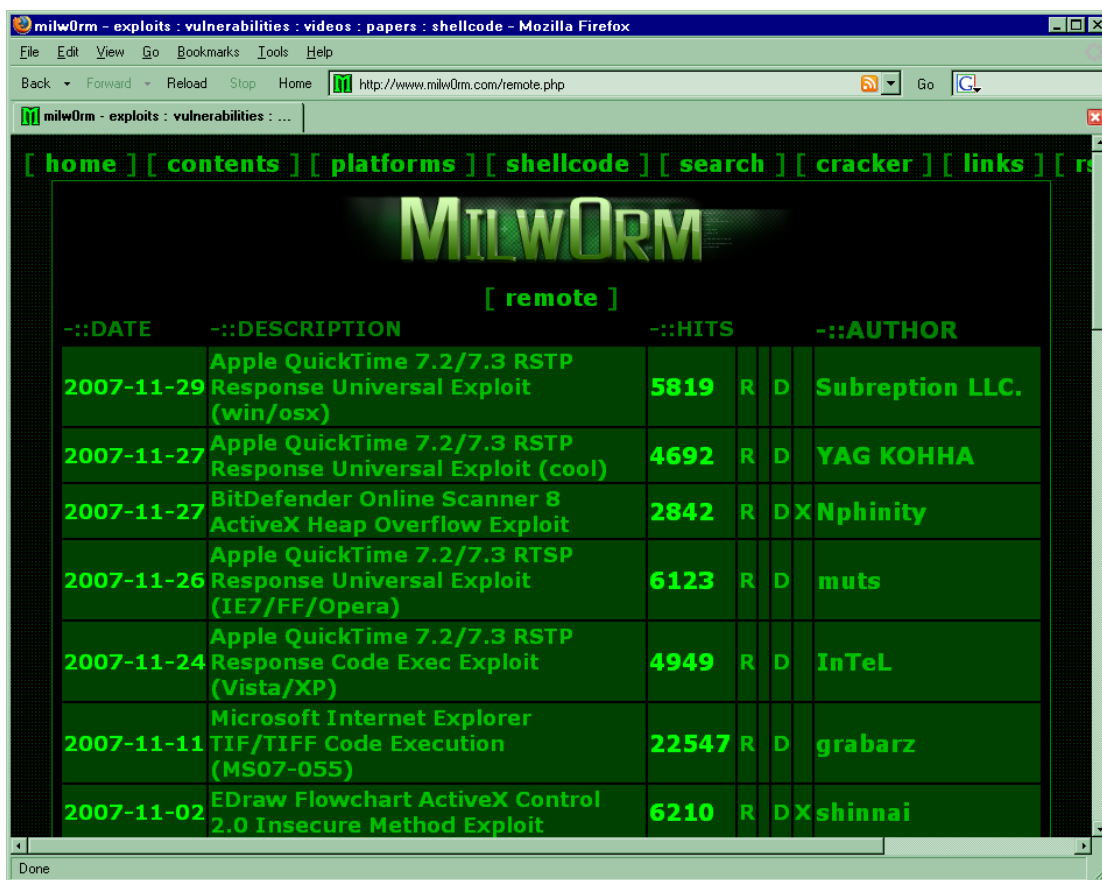 milw0rm - exploits : vulnerabilities : videos : papers : shellcode - Mozilla Firefox
File Edit View Go Bookmarks Tools Help
Back Forward Reload Stop Home http://www.milw0rm.com/remote.php Go G
milw0rm - exploits : vulnerabilities : ...
[ home ] [ contents ] [ platforms ] [ shellcode ] [ search ] [ cracker ] [ links ] [
MILW0RM
[ remote ]
-::DATE -::DESCRIPTION -::HITS -::AUTHOR
2007-11-29 Apple QuickTime 7.2/7.3 RSTP
Response Universal Exploit
(win/osx) 5819 R D Subreption LLC.
2007-11-27 Apple QuickTime 7.2/7.3 RSTP
Response Universal Exploit (cool) 4692 R D YAG KOHHA
2007-11-27 BitDefender Online Scanner 8
ActiveX Heap Overflow Exploit 2842 R D X Nphinity
2007-11-26 Apple QuickTime 7.2/7.3 RTSP
Response Universal Exploit
(IE7/FF/Opera) 6123 R D muts
2007-11-24 Apple QuickTime 7.2/7.3 RSTP
Response Code Exec Exploit
(Vista/XP) 4949 R D InTeL
2007-11-11 Microsoft Internet Explorer
TIF/TIFF Code Execution
(MS07-055) 22547 R D grabarz
2007-11-02 EDraw Flowchart ActiveX Control
2.0 Insecure Method Exploit 6210 R D X shinnai
Done